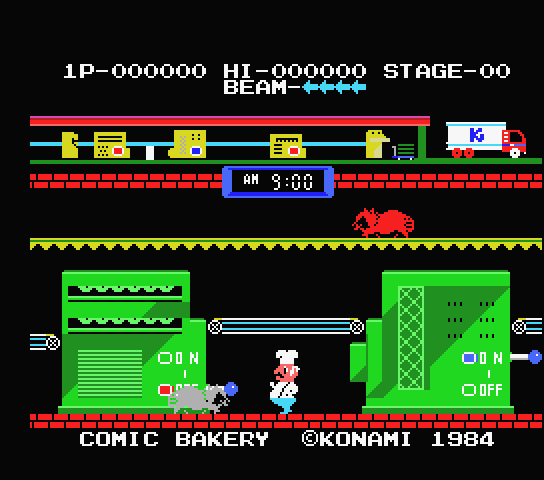 1P-000000 HI-000000 STAGE-00
BEAM-
K
AM 9:00
ON
OFF
ON
OFF
COMIC BAKERY ©KONAMI 1984